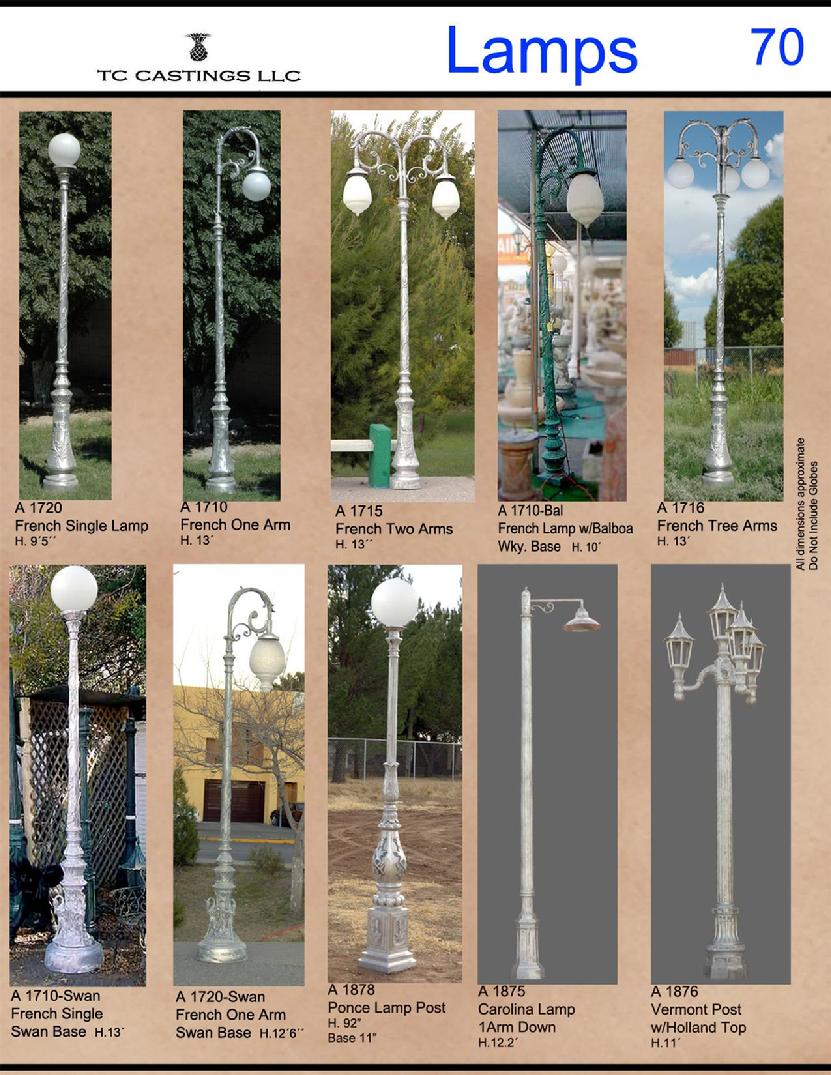 TC CASTINGS LLC
Lamps
70
A 1720
French Single Lamp
H. 9´5´´
A 1710
French One Arm
H. 13´
A 1715
French Two Arms
H. 13´´
A 1710-Bal
French Lamp w/Balboa
Wky. Base H. 10´
A 1716
French Tree Arms
H. 13´
All dimensions approximate
Do Not Include Globes
A 1710-Swan
French Single
Swan Base H.13´
A 1720-Swan
French One Arm
Swan Base H.12´6´´
A 1878
Ponce Lamp Post
H. 92"
Base 11"
A 1875
Carolina Lamp
1Arm Down
H.12.2´
A 1876
Vermont Post
w/Holland Top
H.11´